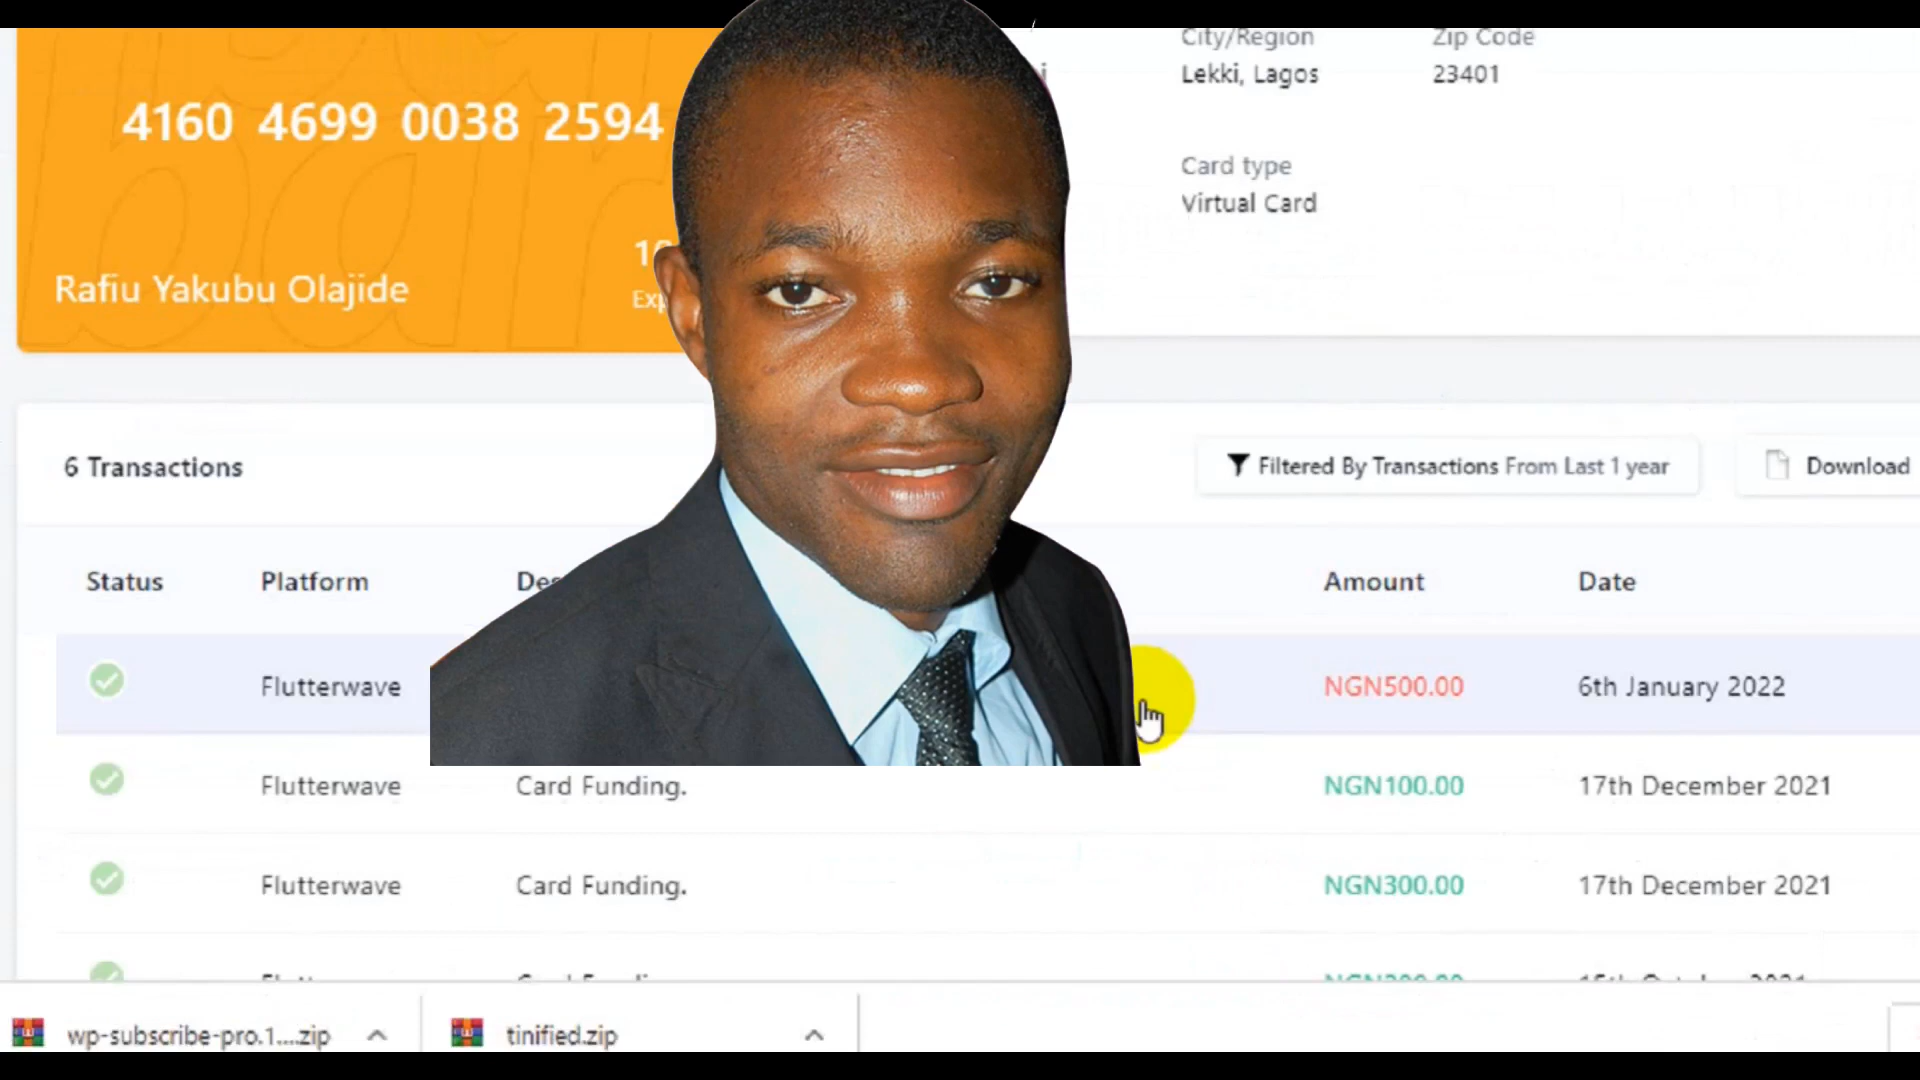 City/Region Zip Code
Lekki, Lagos 23401
4160 4699 0038 2594
Card type
Virtual Card
Rafiu Yakubu Olajide
6 Transactions
Filtered By Transactions From Last 1 year
Download
Status Platform Amount Date
Flutterwave NGN500.00 6th January 2022
Flutterwave Card Funding. NGN100.00 17th December 2021
Flutterwave Card Funding. NGN300.00 17th December 2021
wp-subscribe-pro.1....zip tinified.zip